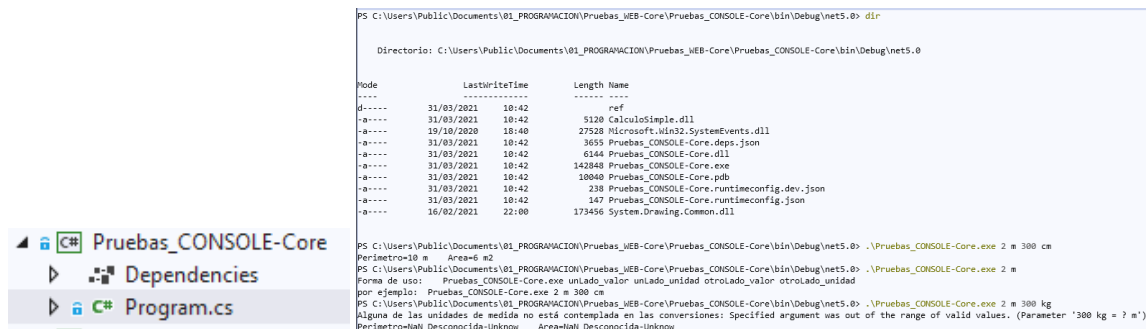 Pruebas_CONSOLE-Core
Dependencies
C# Program.cs
PS C:\Users\Public\Documents\01_PROGRAMACION\Pruebas_WEB-Core\Pruebas_CONSOLE-Core\bin\Debug\net5.0> dir
Directorio: C:\Users\Public\Documents\01_PROGRAMACION\Pruebas_WEB-Core\Pruebas_CONSOLE-Core\bin\Debug\net5.0
Mode LastWriteTime Length Name
---- ------------- ------ ----
d----- 31/03/2021 10:42 ref
-a---- 31/03/2021 10:42 5120 CalculoSimple.dll
-a---- 19/10/2020 18:40 27528 Microsoft.Win32.SystemEvents.dll
-a---- 31/03/2021 10:42 3655 Pruebas_CONSOLE-Core.deps.json
-a---- 31/03/2021 10:42 6144 Pruebas_CONSOLE-Core.dll
-a---- 31/03/2021 10:42 142848 Pruebas_CONSOLE-Core.exe
-a---- 31/03/2021 10:42 10040 Pruebas_CONSOLE-Core.pdb
-a---- 31/03/2021 10:42 238 Pruebas_CONSOLE-Core.runtimeconfig.dev.json
-a---- 31/03/2021 10:42 147 Pruebas_CONSOLE-Core.runtimeconfig.json
-a---- 16/02/2021 22:00 173456 System.Drawing.Common.dll
PS C:\Users\Public\Documents\01_PROGRAMACION\Pruebas_WEB-Core\Pruebas_CONSOLE-Core\bin\Debug\net5.0> .\Pruebas_CONSOLE-Core.exe 2 m 300 cm
Perimetro=10 m Area=6 m2
PS C:\Users\Public\Documents\01_PROGRAMACION\Pruebas_WEB-Core\Pruebas_CONSOLE-Core\bin\Debug\net5.0> .\Pruebas_CONSOLE-Core.exe 2 m
Forma de uso: Pruebas_CONSOLE-Core.exe unLado_valor unLado_unidad otroLado_valor otroLado_unidad
por ejemplo: Pruebas_CONSOLE-Core.exe 2 m 300 cm
PS C:\Users\Public\Documents\01_PROGRAMACION\Pruebas_WEB-Core\Pruebas_CONSOLE-Core\bin\Debug\net5.0> .\Pruebas_CONSOLE-Core.exe 2 m 300 kg
Alguna de las unidades de medida no está contemplada en las conversiones: Specified argument was out of the range of valid values. (Parameter '300 kg = ? m')
Perimetro=NaN Desconocida-Unknow Area=NaN Desconocida-Unknow